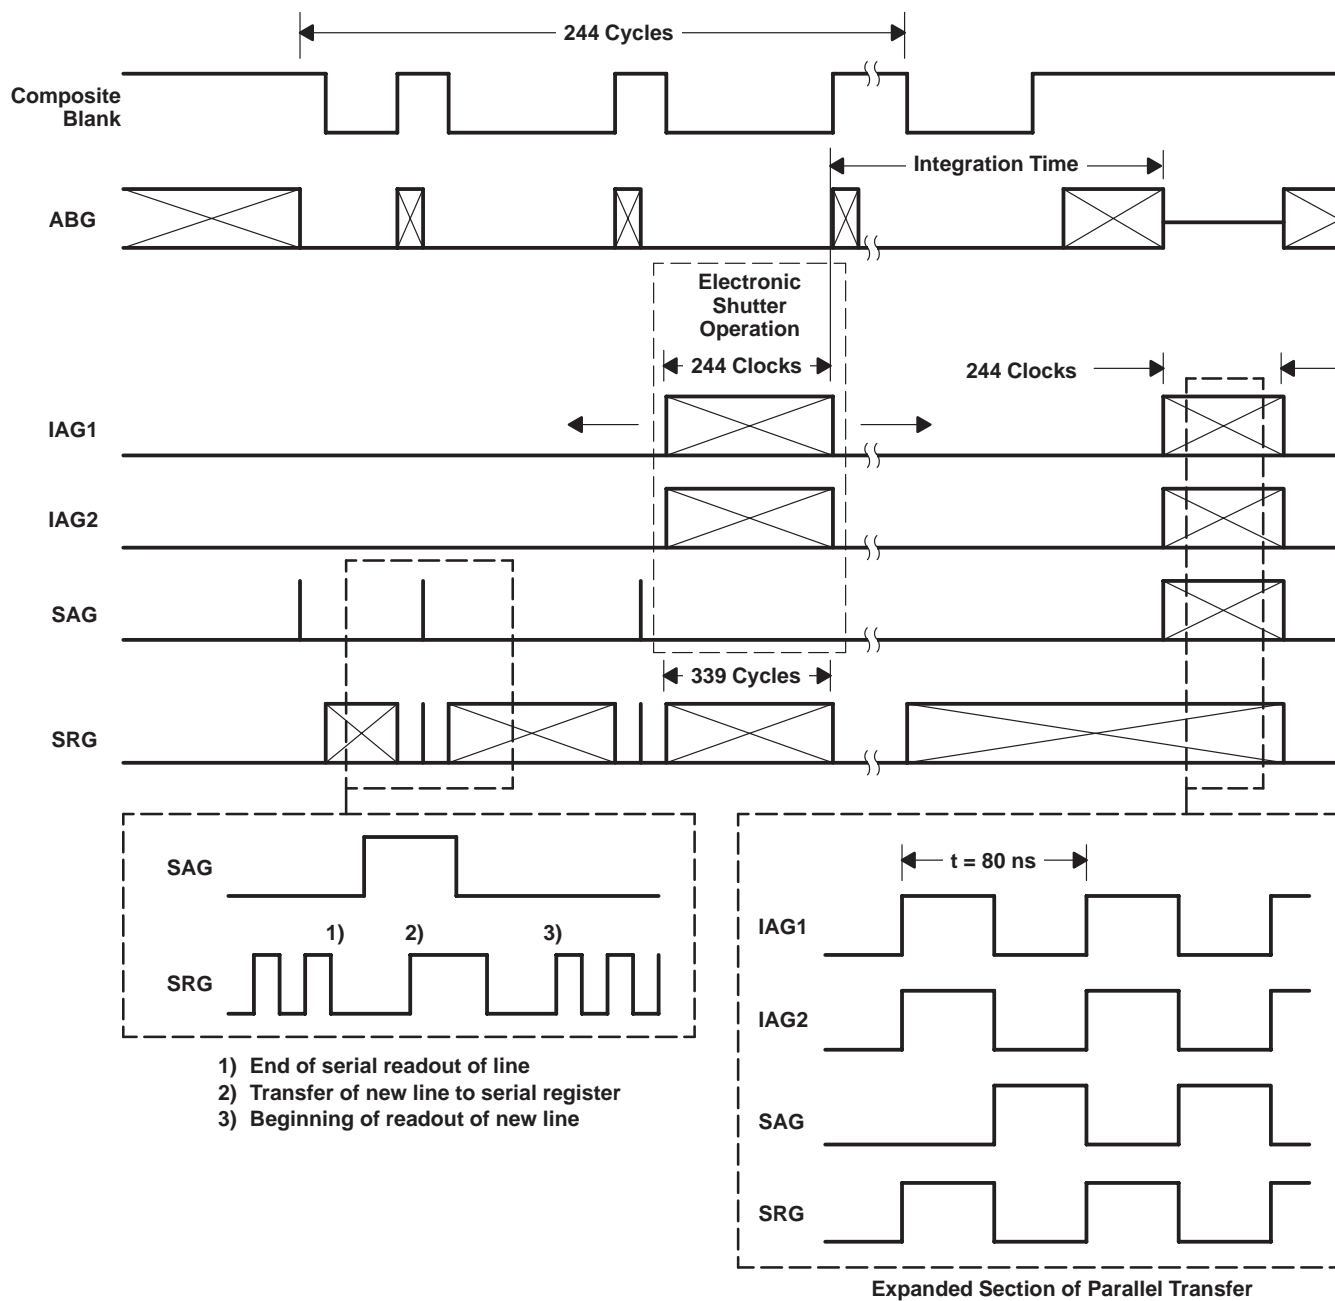 244 Cycles
Composite
Blank
Integration Time
ABG
Electronic
Shutter
Operation
244 Clocks
244 Clocks
IAG1
IAG2
SAG
339 Cycles
SRG
SAG
1) 2) 3)
SRG
1) End of serial readout of line
2) Transfer of new line to serial register
3) Beginning of readout of new line
t = 80 ns
IAG1
IAG2
SAG
SRG
Expanded Section of Parallel Transfer